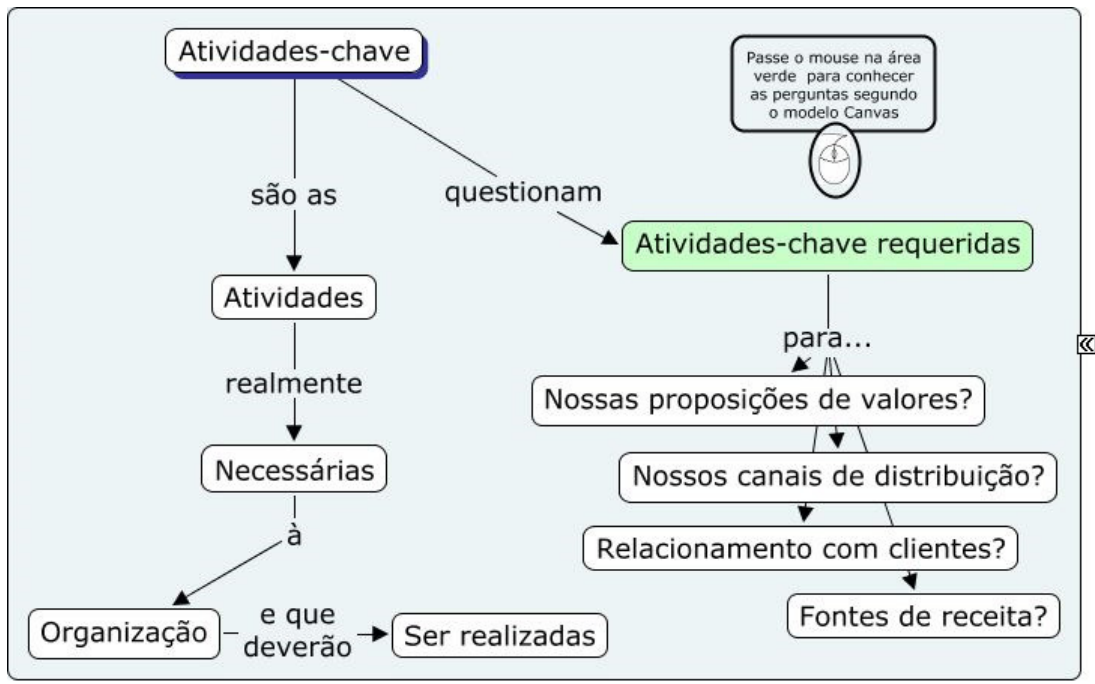 Atividades-chave
Passe o mouse na área
verde para conhecer
as perguntas segundo
o modelo Canvas
são as
questionam
Atividades-chave requeridas
Atividades
para...
realmente
Nossas proposições de valores?
Necessárias
Nossos canais de distribuição?
à
Relacionamento com clientes?
Organização
e que
deverão
Ser realizadas
Fontes de receita?